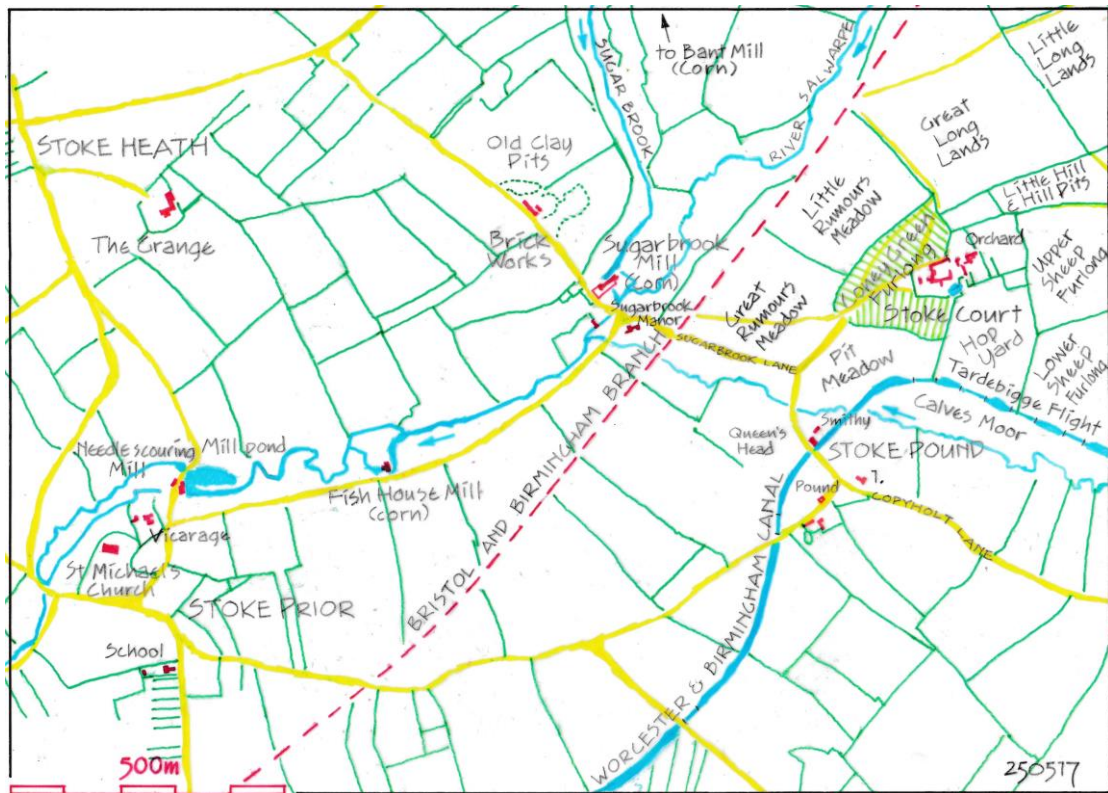 SUGAR BROOK
to Bant Mill
(Corn)
RIVER SALWARPE
Little
Long
Lands
Great
Long
Lands
STOKE HEATH
Old Clay
Pits
Little Hill
& Hill Pits
Little
Rumours
Meadow
The Grange
Brick
Works
Sugarbrook
Mill
(Corn)
Coneygreen
Furlong
Orchard
Upper
Sheep
Furlong
Sugarbrook
Manor
Great
Rumours
Meadow
Stoke Court
SUGARBROOK LANE
Pit
Meadow
Hop
Yard
Lower
Sheep
Furlong
Tardebigge Flight
Calves Moor
Needle scouring
Mill
Mill pond
Queen's
Head
Smithy
STOKE POUND
Fish House Mill
(corn)
Pound
1.
COPYHOLT LANE
Vicarage
St Michael's
Church
BRISTOL AND BIRMINGHAM BRANCH
STOKE PRIOR
WORCESTER & BIRMINGHAM CANAL
School
500m
250517